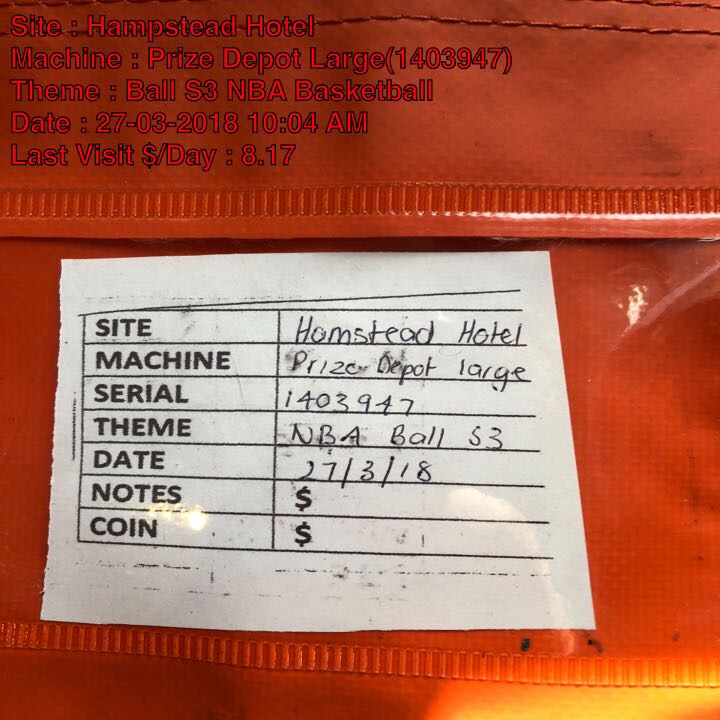 Site : Hampstead Hotel
Machine : Prize Depot Large(1403947)
Theme : Ball S3 NBA Basketball
Date : 27-03-2018 10:04 AM
Last Visit $/Day : 8.17
SITE Hamstead Hotel
MACHINE Prize Depot large
SERIAL 1403947
THEME NBA Ball S3
DATE 27/3/18
NOTES $
COIN $